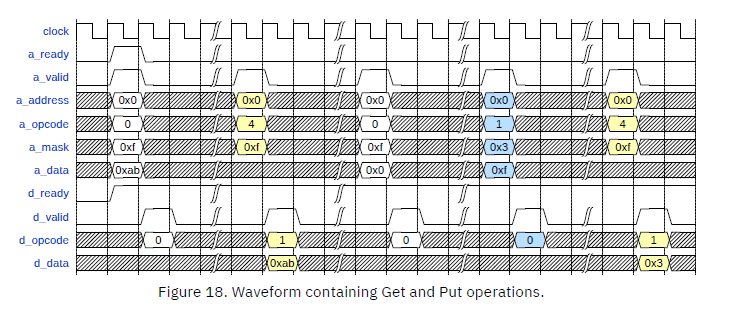 clock
a_ready
a_valid
a_address 0x0 0x0 0x0 0x0 0x0
a_opcode 0 4 0 1 4
a_mask 0xf 0xf 0xf 0x3 0xf
a_data 0xab 0x0 0xf
d_ready
d_valid
d_opcode 0 1 0 0 1
d_data 0xab 0x3
Figure 18. Waveform containing Get and Put operations.